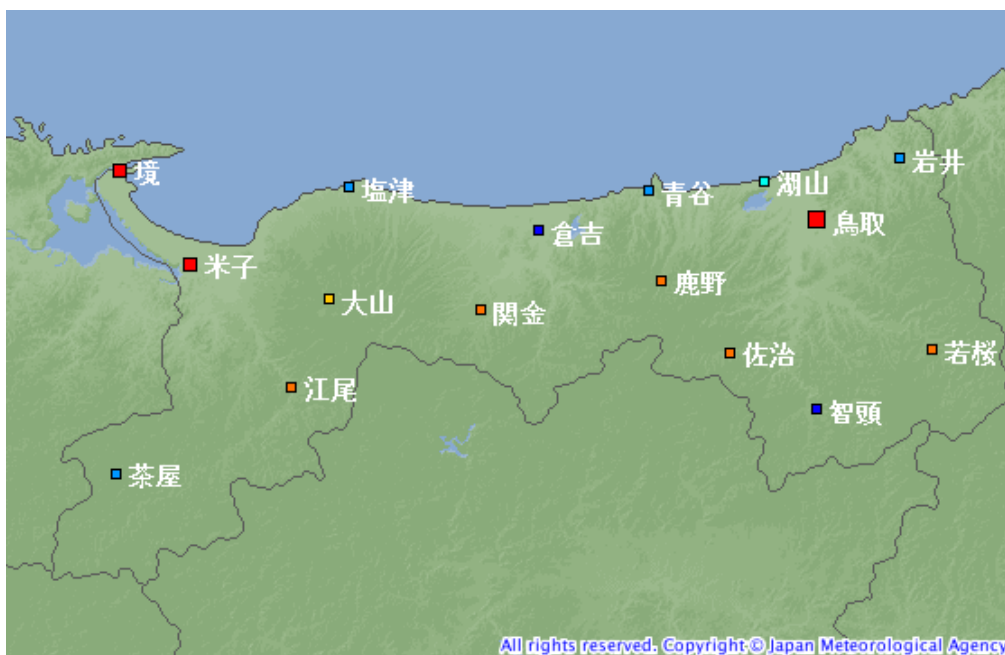 境
塩津
青谷
湖山
岩井
倉吉
鳥取
米子
大山
関金
鹿野
佐治
若桜
江尾
智頭
茶屋
All rights reserved. Copyright © Japan Meteorological Agency